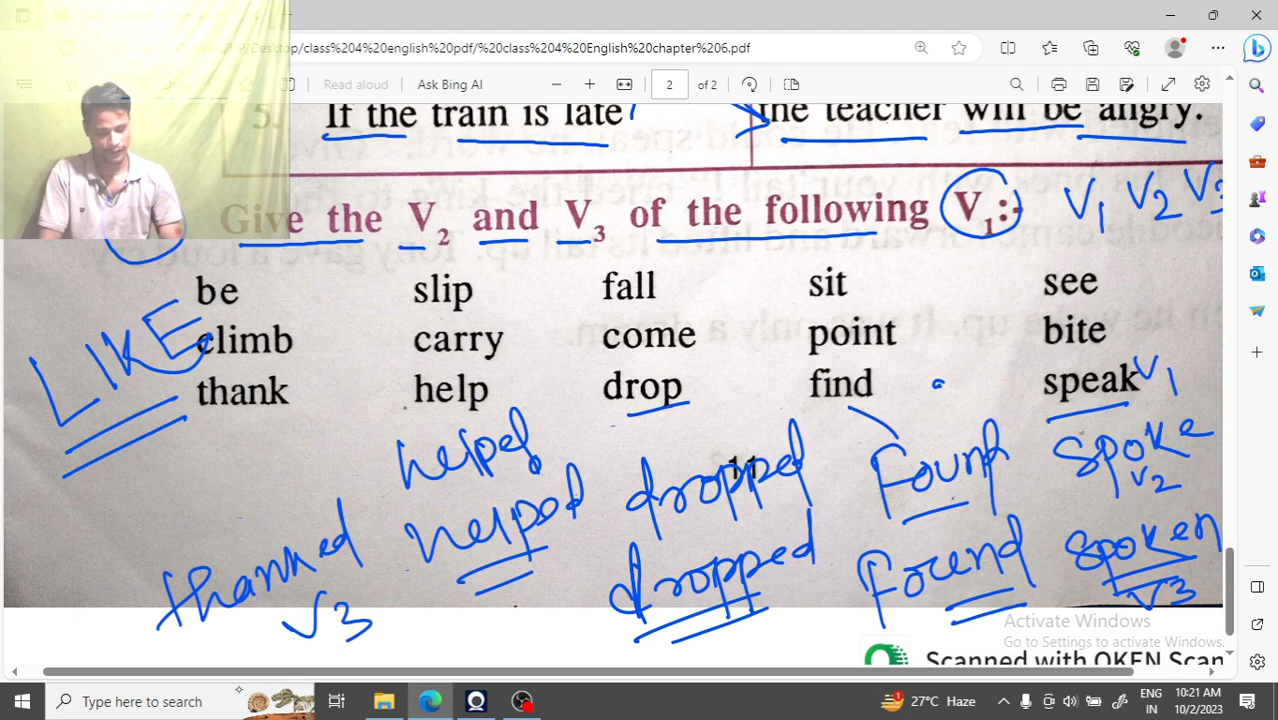 Desktop/class%204%20english%20pdf/%20class%204%20English%20chapter%206.pdf
Read aloud Ask Bing AI 2 of 2
5. If the train is late? the teacher will be angry.
Give the V2 and V3 of the following V1:- V1 V2 V3
be slip fall sit see
climb carry come point bite
thank help drop find speak V1
LIKE
helped dropped Found spoke
V2
thanked helped dropped Found spoken
V3 V3
11
Activate Windows
Go to Settings to activate Windows.
Scanned with OKEN Scan
Type here to search
27°C Haze
ENG
IN
10:21 AM
10/2/2023
1